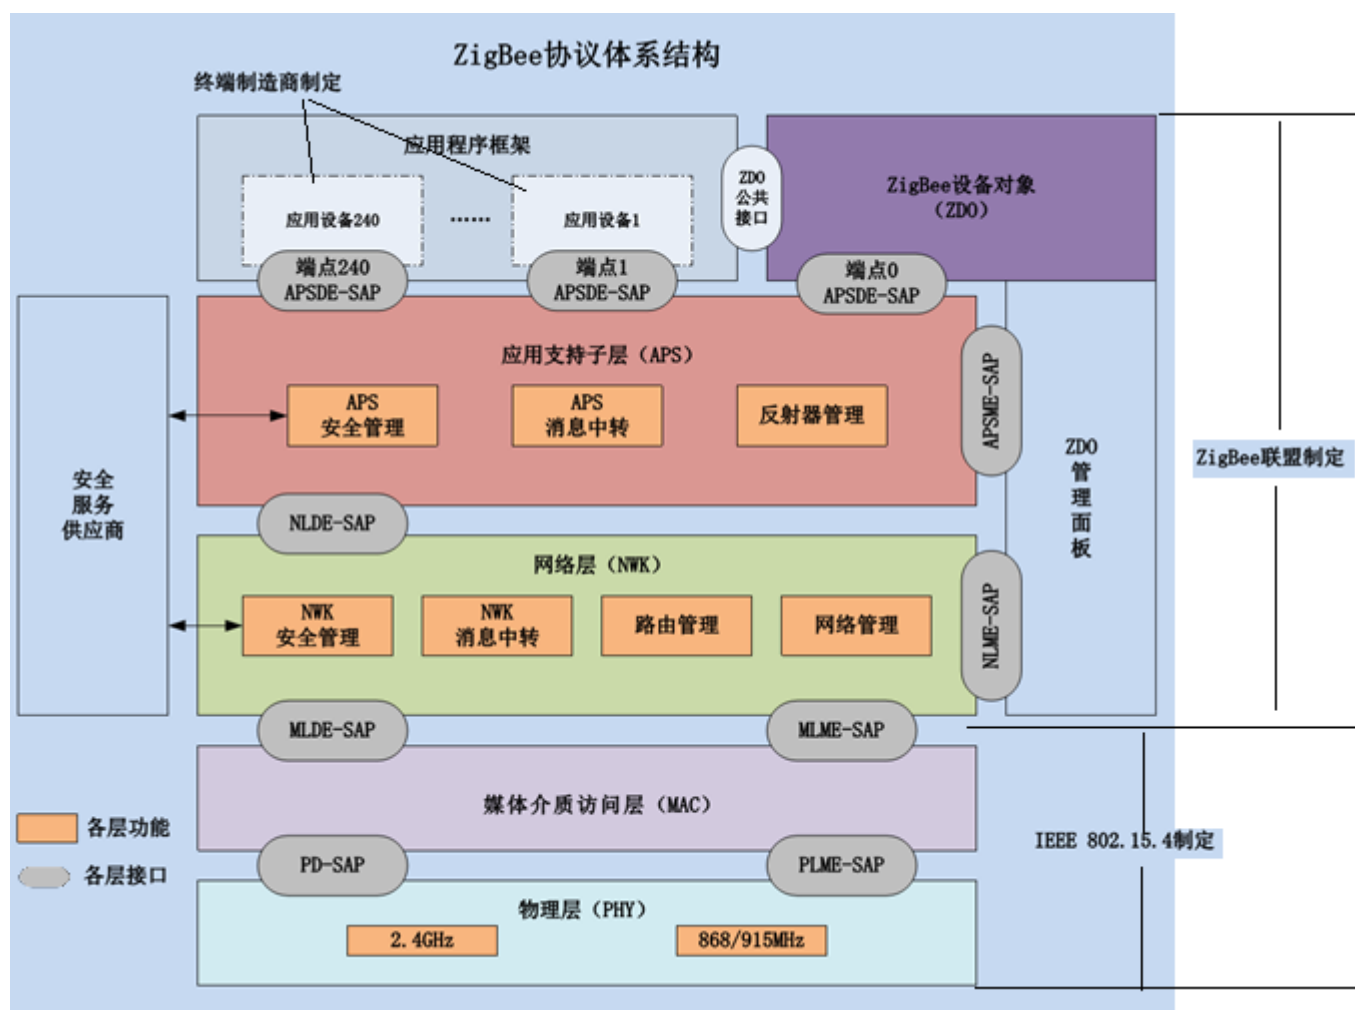 ZigBee协议体系结构
终端制造商制定
应用程序框架
应用设备240
……
应用设备1
ZDO
公共
接口
ZigBee设备对象
（ZDO）
端点240
APSDE-SAP
端点1
APSDE-SAP
端点0
APSDE-SAP
应用支持子层（APS）
APS
安全管理
APS
消息中转
反射器管理
APSME-SAP
安全
服务
供应商
ZDO
管
理
面
板
ZigBee联盟制定
NLDE-SAP
网络层（NWK）
NWK
安全管理
NWK
消息中转
路由管理
网络管理
NLME-SAP
MLDE-SAP
MLME-SAP
媒体介质访问层（MAC）
各层功能
各层接口
IEEE 802.15.4制定
PD-SAP
PLME-SAP
物理层（PHY）
2.4GHz
868/915MHz